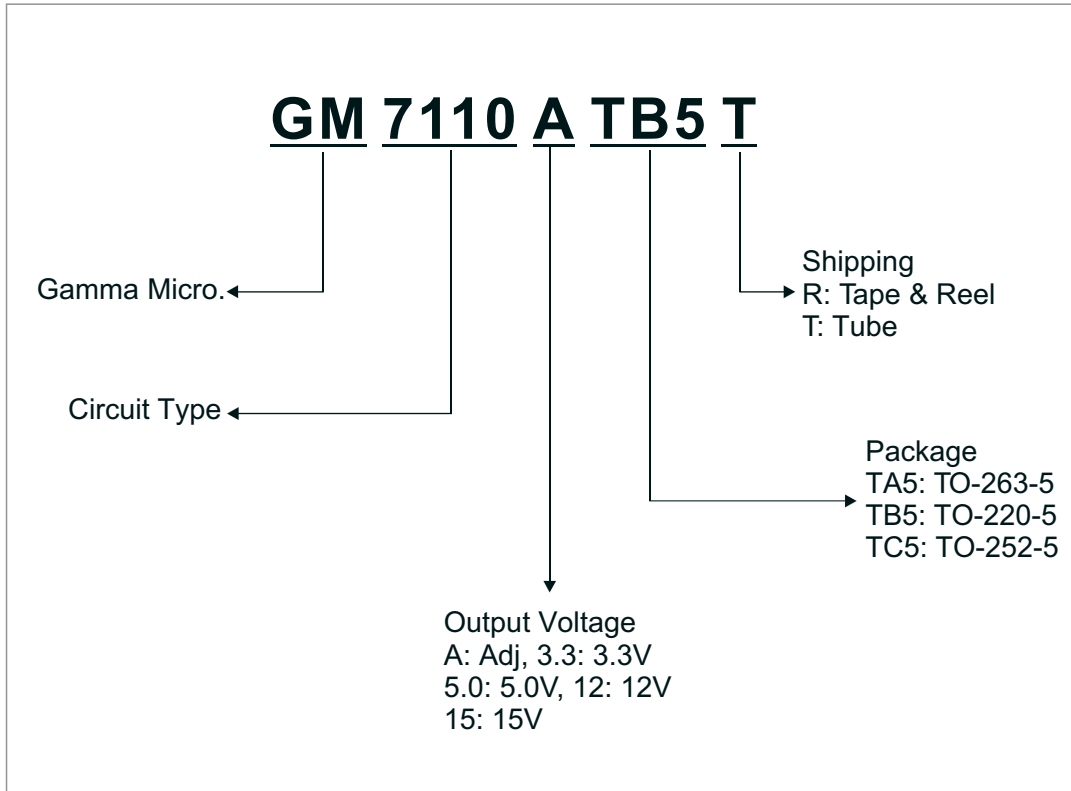 GM 7110 A TB5 T
Gamma Micro.
Circuit Type
Shipping
R: Tape & Reel
T: Tube
Package
TA5: TO-263-5
TB5: TO-220-5
TC5: TO-252-5
Output Voltage
A: Adj, 3.3: 3.3V
5.0: 5.0V, 12: 12V
15: 15V